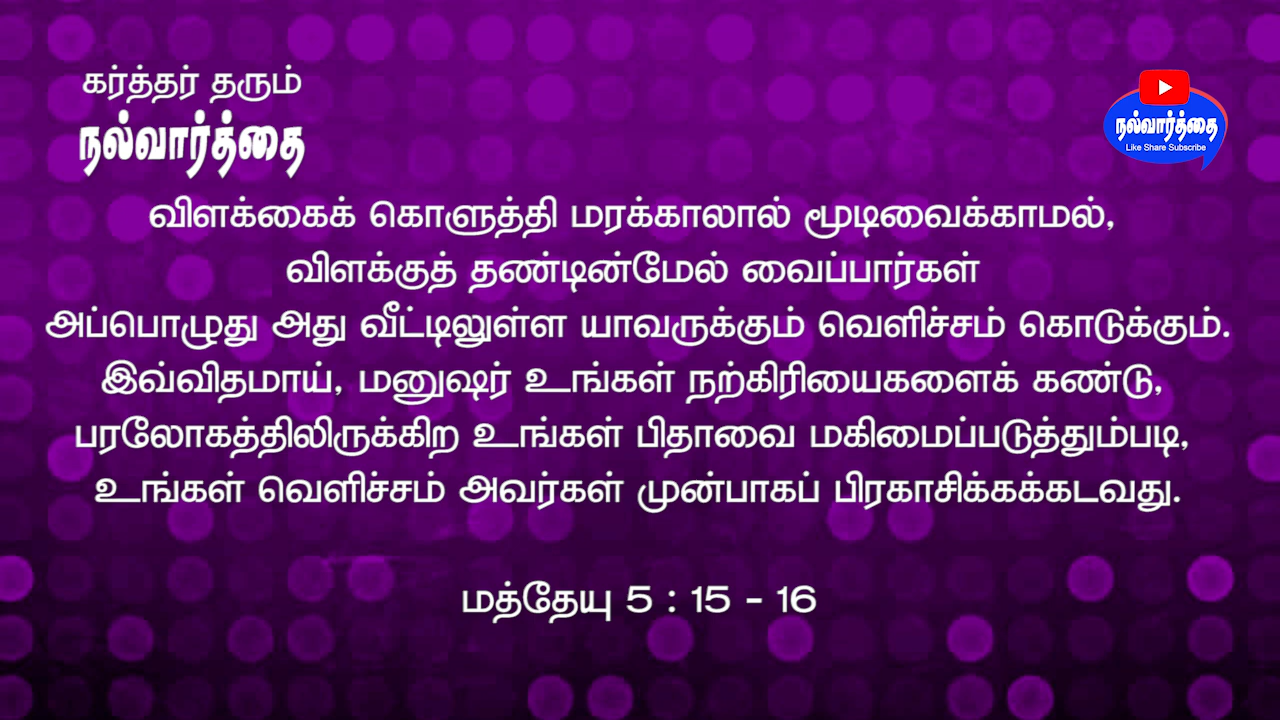 கர்த்தர் தரும்
நல்வார்த்தை
நல்வார்த்தை
Like Share Subscribe
விளக்கைக் கொளுத்தி மரக்காலால் மூடிவைக்காமல்,
விளக்குத் தண்டின்மேல் வைப்பார்கள்
அப்பொழுது அது வீட்டிலுள்ள யாவருக்கும் வெளிச்சம் கொடுக்கும்.
இவ்விதமாய், மனுஷர் உங்கள் நற்கிரியைகளைக் கண்டு,
பரலோகத்திலிருக்கிற உங்கள் பிதாவை மகிமைப்படுத்தும்படி,
உங்கள் வெளிச்சம் அவர்கள் முன்பாகப் பிரகாசிக்கக்கடவது.
மத்தேயு 5 : 15 - 16